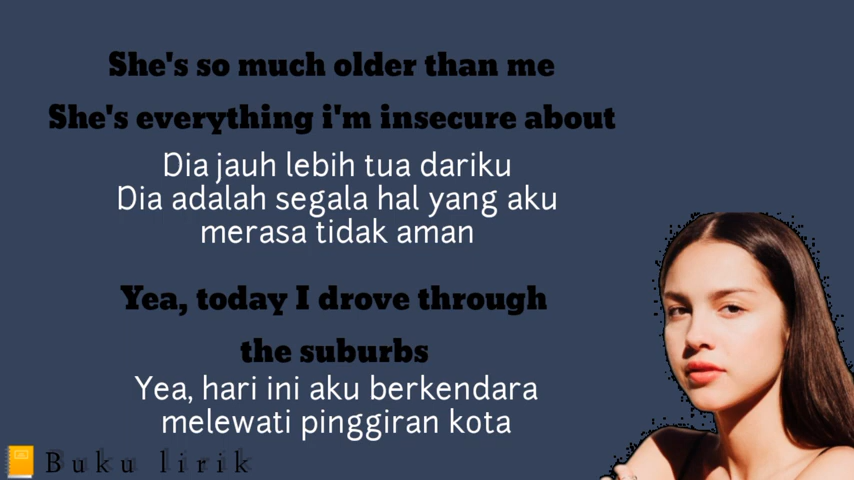 She's so much older than me
She's everything i'm insecure about
Dia jauh lebih tua dariku
Dia adalah segala hal yang aku
merasa tidak aman
Yea, today I drove through
the suburbs
Yea, hari ini aku berkendara
melewati pinggiran kota
Buku lirik